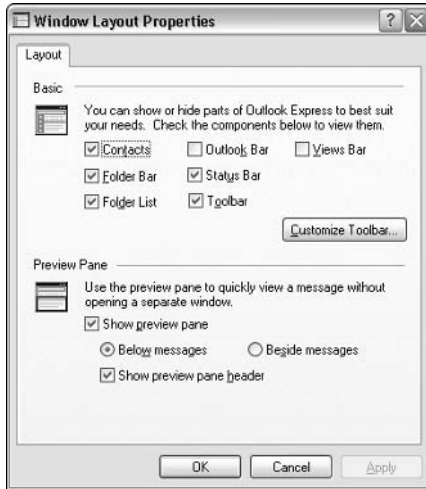 Window Layout Properties
Layout
Basic
You can show or hide parts of Outlook Express to best suit
your needs. Check the components below to view them.
Contacts Outlook Bar Views Bar
Folder Bar Status Bar
Folder List Toolbar
Customize Toolbar...
Preview Pane
Use the preview pane to quickly view a message without
opening a separate window.
Show preview pane
Below messages Beside messages
Show preview pane header
OK Cancel Apply